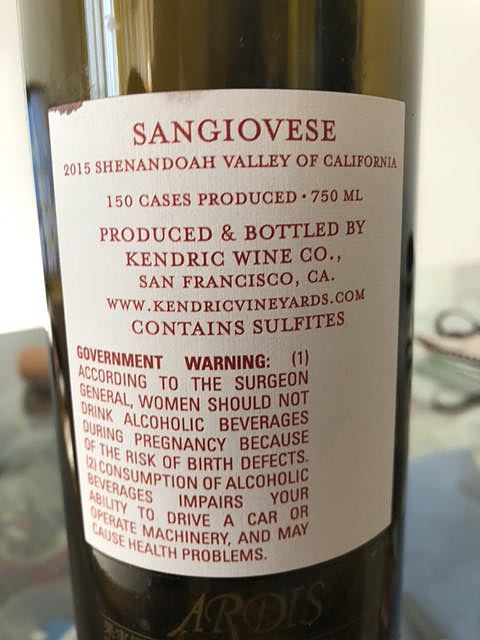 SANGIOVESE
2015 SHENANDOAH VALLEY OF CALIFORNIA
150 CASES PRODUCED • 750 ML
PRODUCED & BOTTLED BY
KENDRIC WINE CO.,
SAN FRANCISCO, CA.
WWW.KENDRICVINEYARDS.COM
CONTAINS SULFITES
GOVERNMENT WARNING: (1)
ACCORDING TO THE SURGEON
GENERAL, WOMEN SHOULD NOT
DRINK ALCOHOLIC BEVERAGES
DURING PREGNANCY BECAUSE
OF THE RISK OF BIRTH DEFECTS.
(2) CONSUMPTION OF ALCOHOLIC
BEVERAGES IMPAIRS YOUR
ABILITY TO DRIVE A CAR OR
OPERATE MACHINERY, AND MAY
CAUSE HEALTH PROBLEMS.
ARDIS